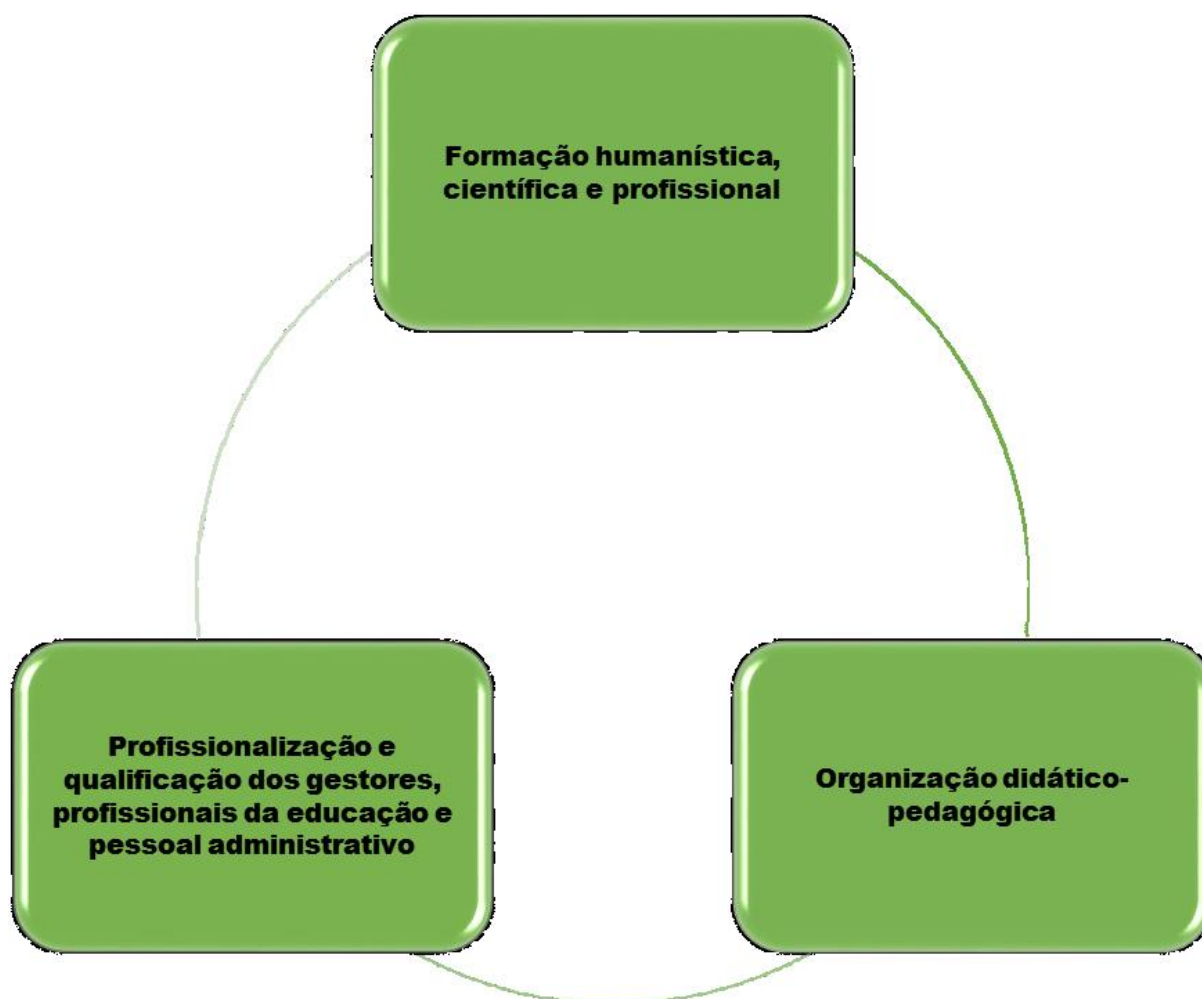 Formação humanística,
científica e profissional
Profissionalização e
qualificação dos gestores,
profissionais da educação e
pessoal administrativo
Organização didático-
pedagógica